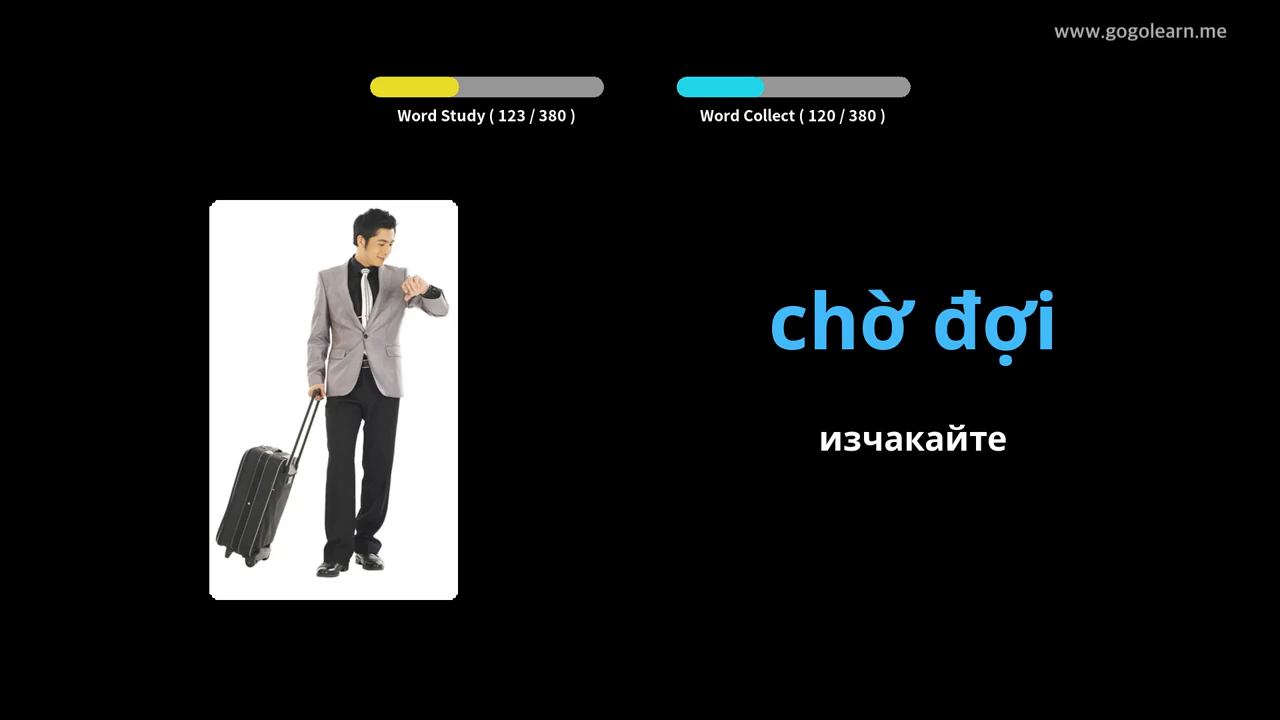 www.gogolearn.me
Word Study ( 123 / 380 )
Word Collect ( 120 / 380 )
chờ đợi
изчакайте